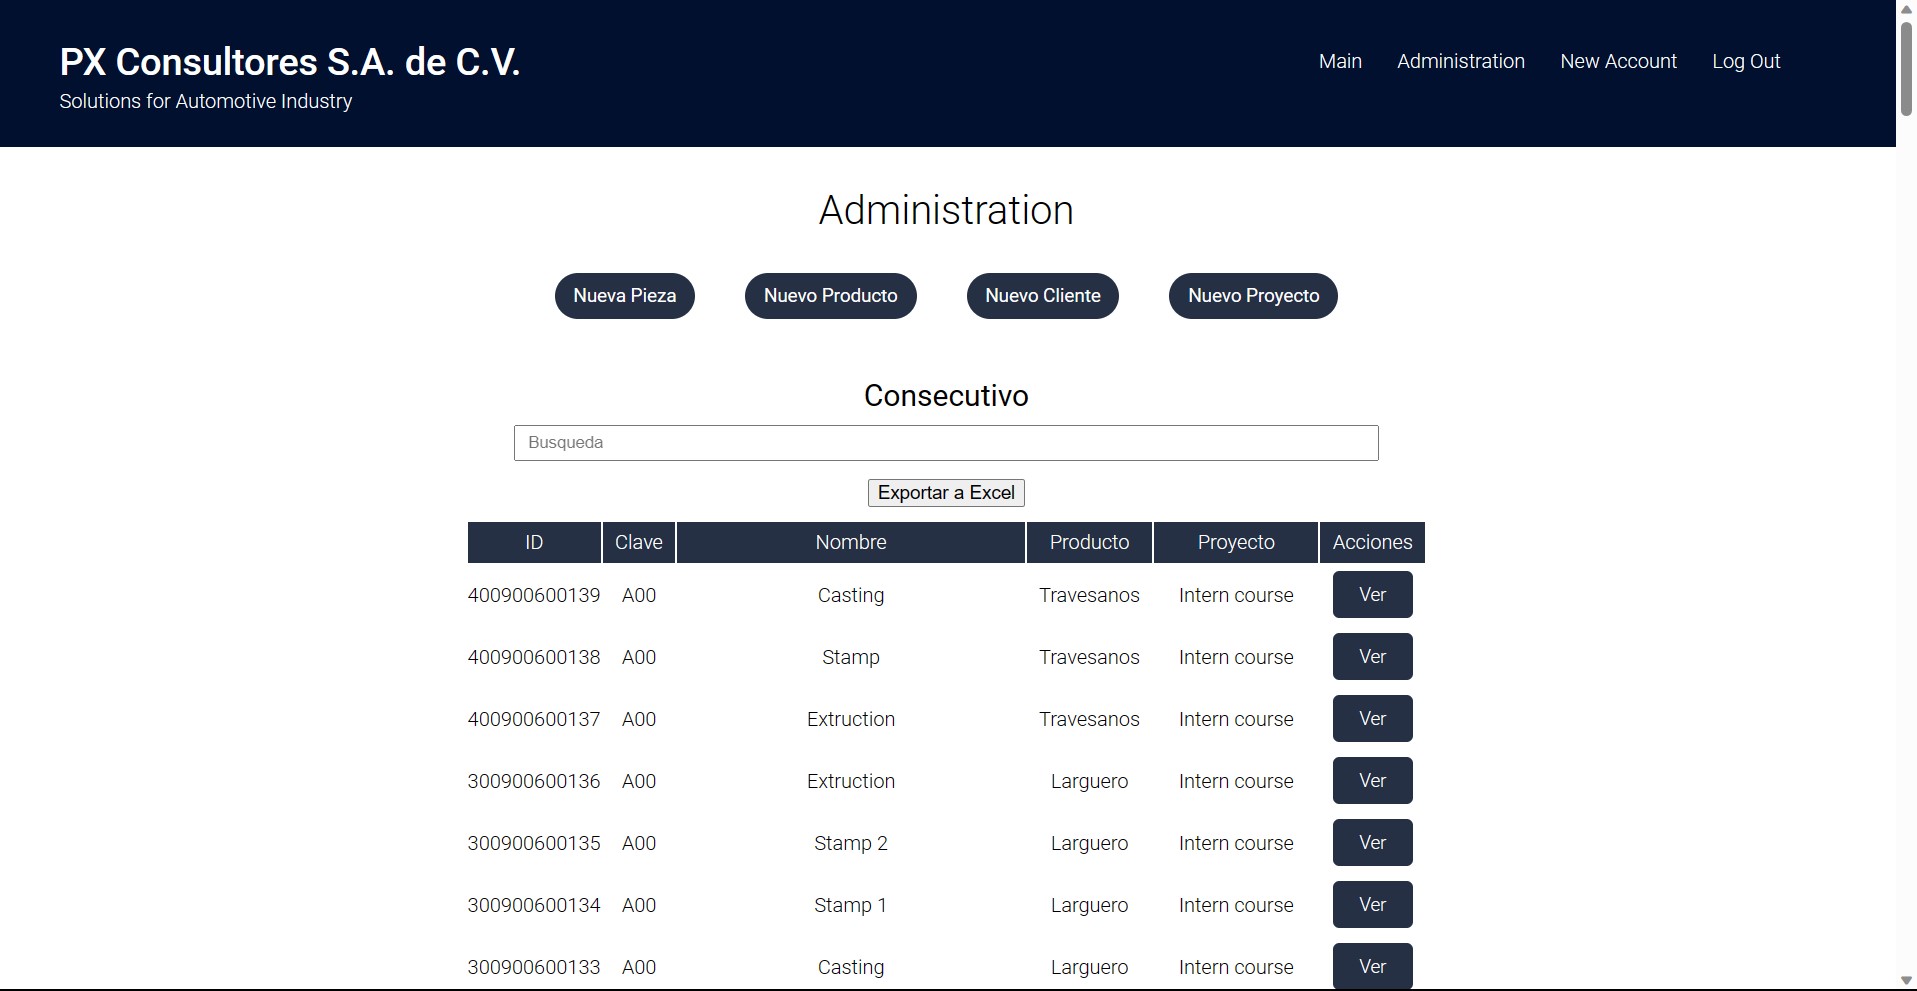 PX Consultores S.A. de C.V.
Solutions for Automotive Industry
Main Administration New Account Log Out
Administration
Nueva Pieza Nuevo Producto Nuevo Cliente Nuevo Proyecto
Consecutivo
Busqueda
Exportar a Excel
ID Clave Nombre Producto Proyecto Acciones
400900600139 A00 Casting Travesanos Intern course Ver
400900600138 A00 Stamp Travesanos Intern course Ver
400900600137 A00 Extruction Travesanos Intern course Ver
300900600136 A00 Extruction Larguero Intern course Ver
300900600135 A00 Stamp 2 Larguero Intern course Ver
300900600134 A00 Stamp 1 Larguero Intern course Ver
300900600133 A00 Casting Larguero Intern course Ver